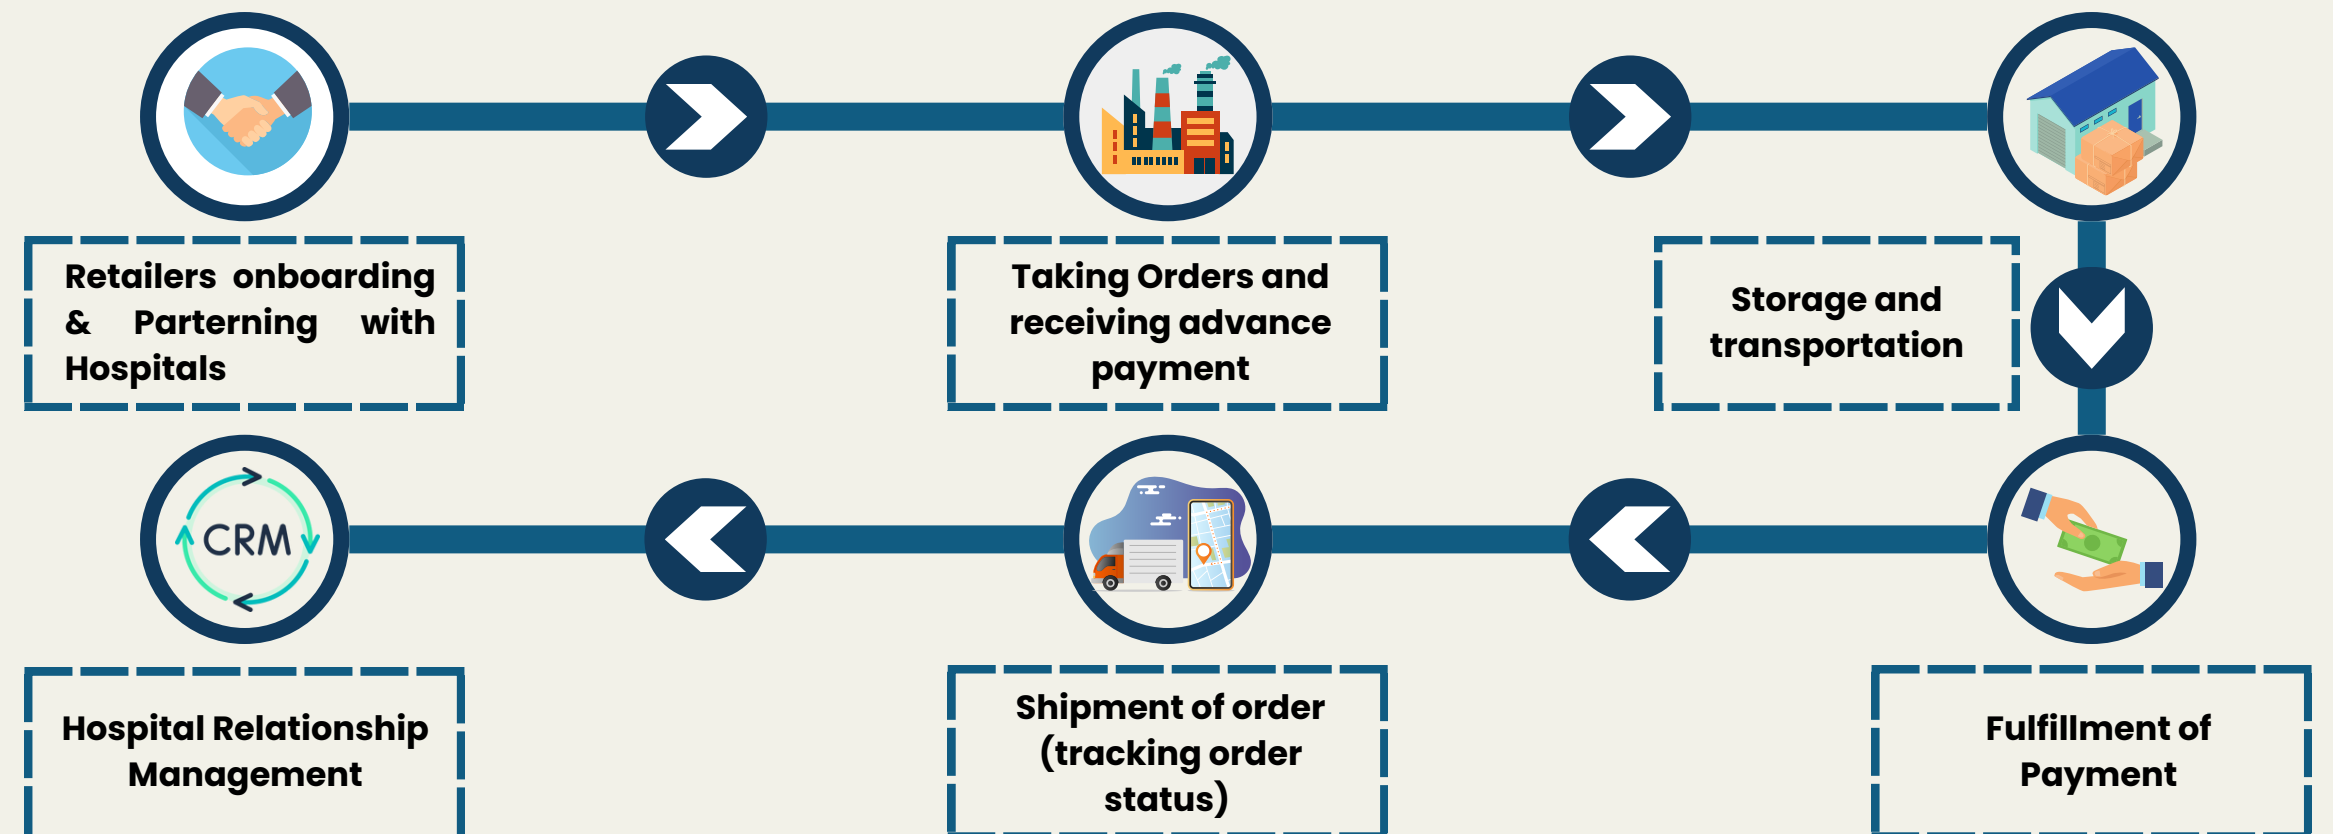 Retailers onboarding
& Parterning with
Hospitals
Taking Orders and
receiving advance
payment
Storage and
transportation
CRM
Hospital Relationship
Management
Shipment of order
(tracking order
status)
Fulfillment of
Payment